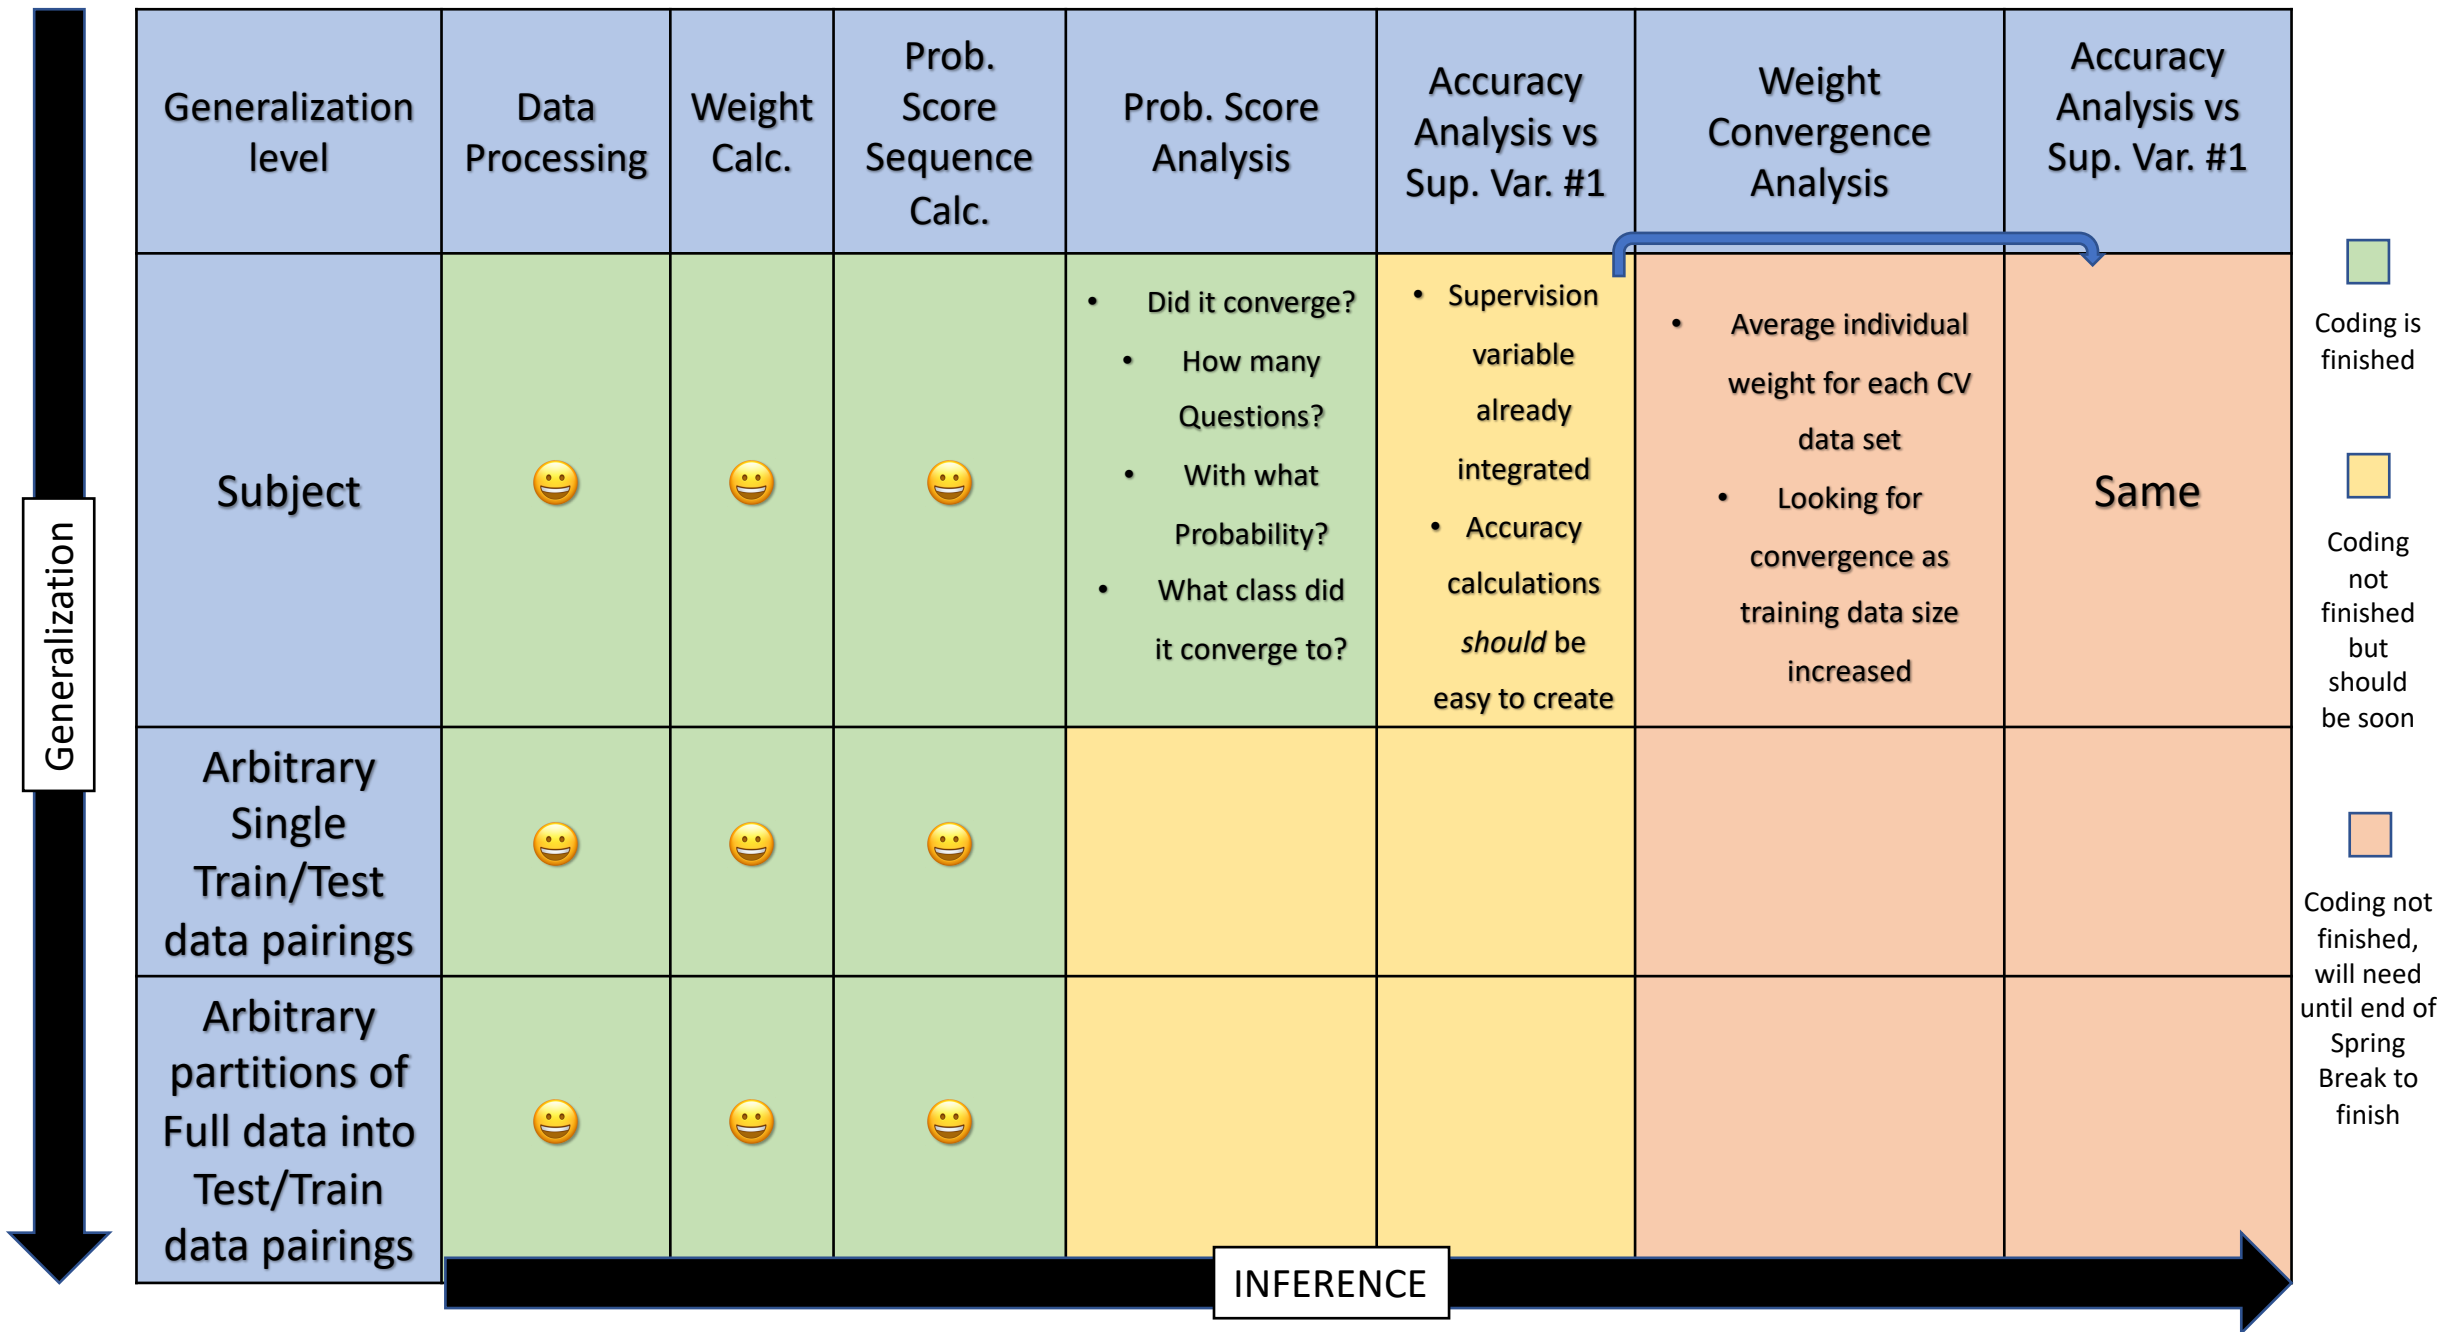 Generalization
level
Data
Processing
Weight
Calc.
Prob.
Score
Sequence
Calc.
Prob. Score
Analysis
Accuracy
Analysis vs
Sup. Var. #1
Weight
Convergence
Analysis
Accuracy
Analysis vs
Sup. Var. #1
Subject
• Did it converge?
• How many
Questions?
• With what
Probability?
• What class did
it converge to?
• Supervision
variable
already
integrated
• Accuracy
calculations
should be
easy to create
• Average individual
weight for each CV
data set
• Looking for
convergence as
training data size
increased
Same
Arbitrary
Single
Train/Test
data pairings
Arbitrary
partitions of
Full data into
Test/Train
data pairings
Generalization
INFERENCE
Coding is
finished
Coding
not
finished
but
should
be soon
Coding not
finished,
will need
until end of
Spring
Break to
finish